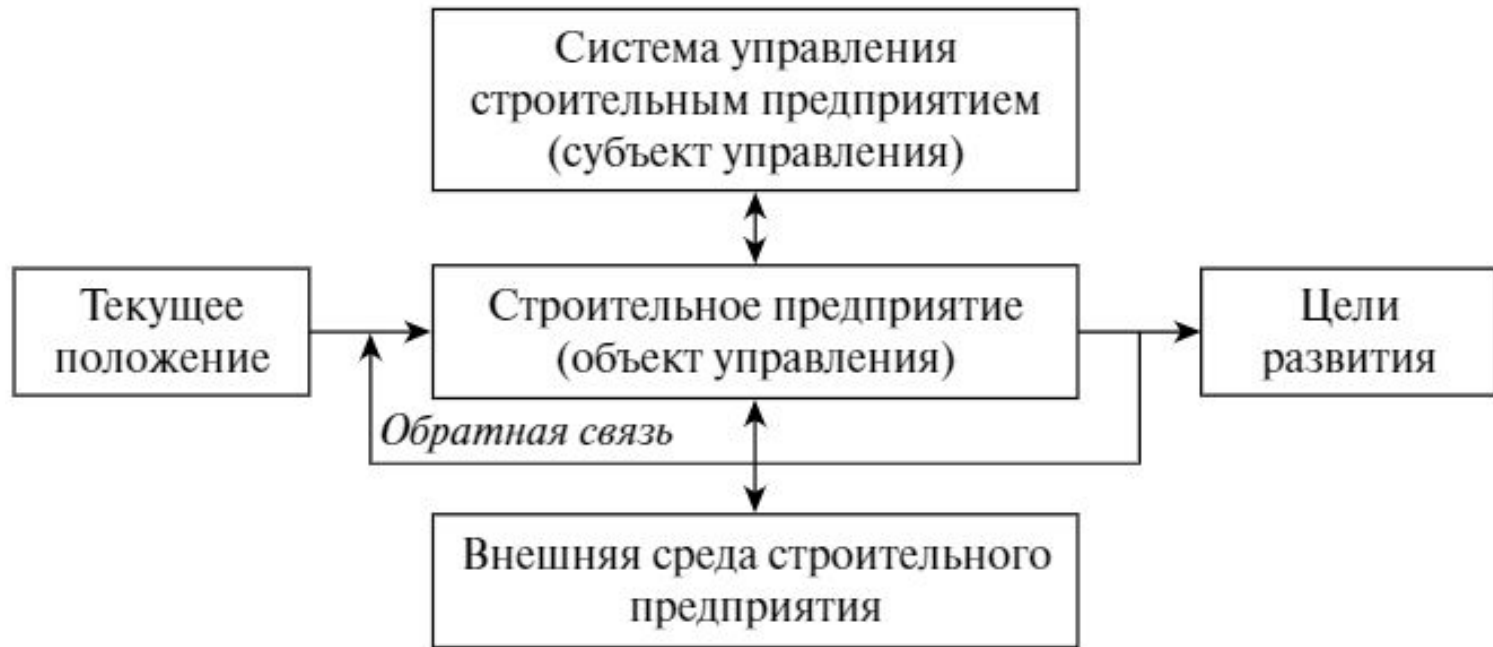 Система управления
строительным предприятием
(субъект управления)
Текущее
положение
Строительное предприятие
(объект управления)
Цели
развития
Обратная связь
Внешняя среда строительного
предприятия